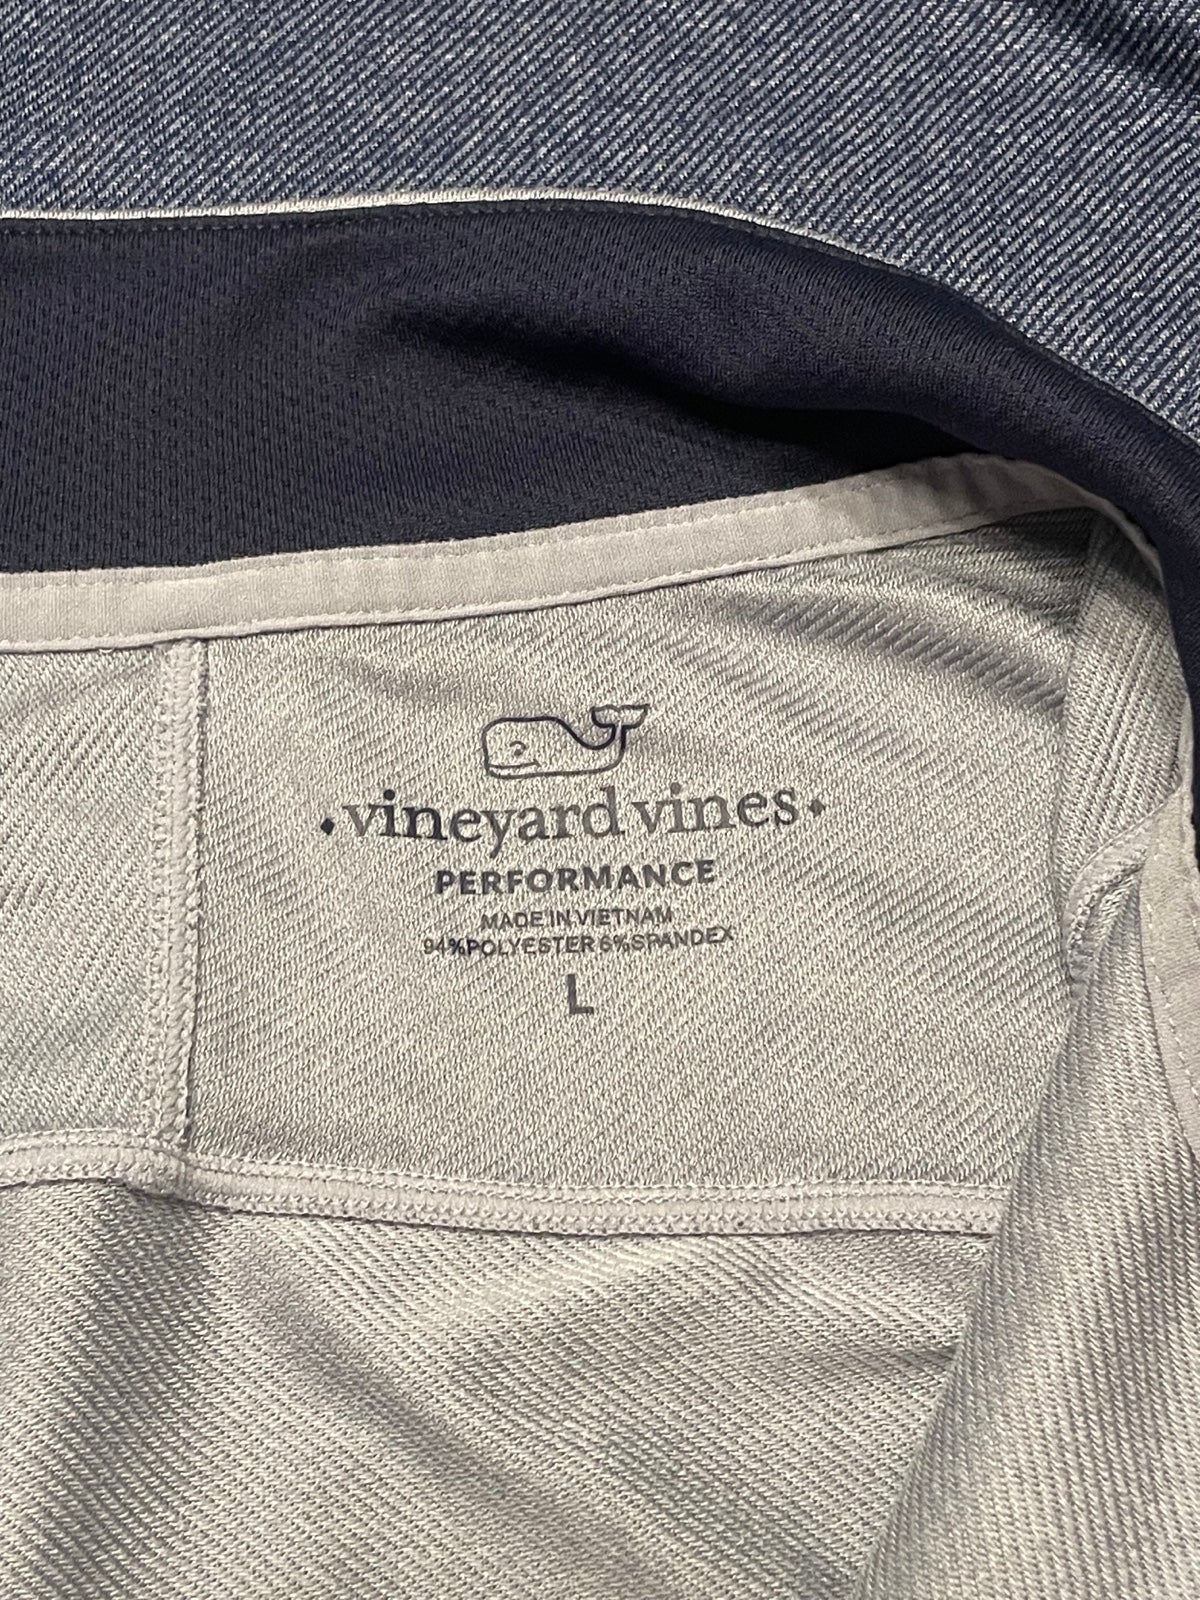 vineyard vines
PERFORMANCE
MADE IN VIETNAM
94%POLYESTER 6%SPANDEX
L